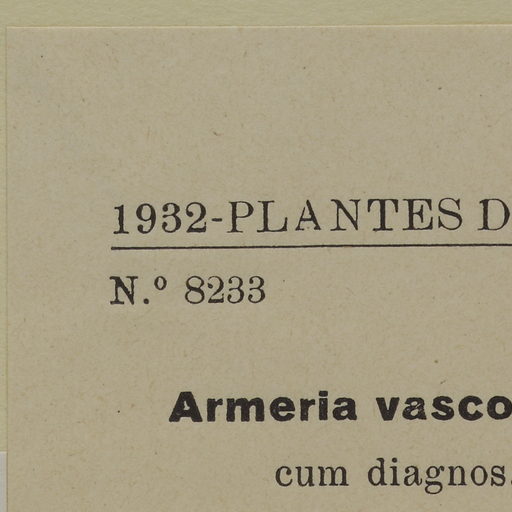 1932-PLANTES D
N.º 8233
Armeria vasco
cum diagnos.